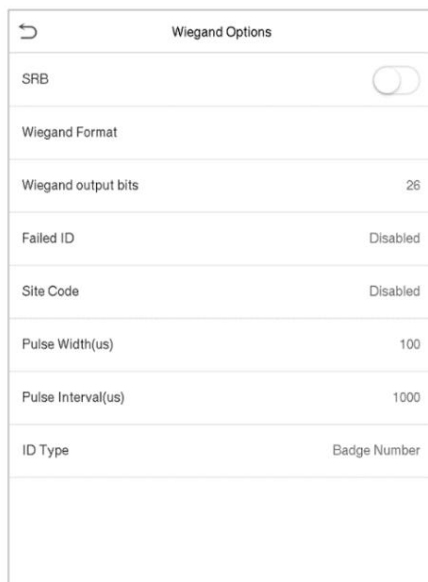 Wiegand Options
SRB
Wiegand Format
Wiegand output bits 26
Failed ID Disabled
Site Code Disabled
Pulse Width(us) 100
Pulse Interval(us) 1000
ID Type Badge Number